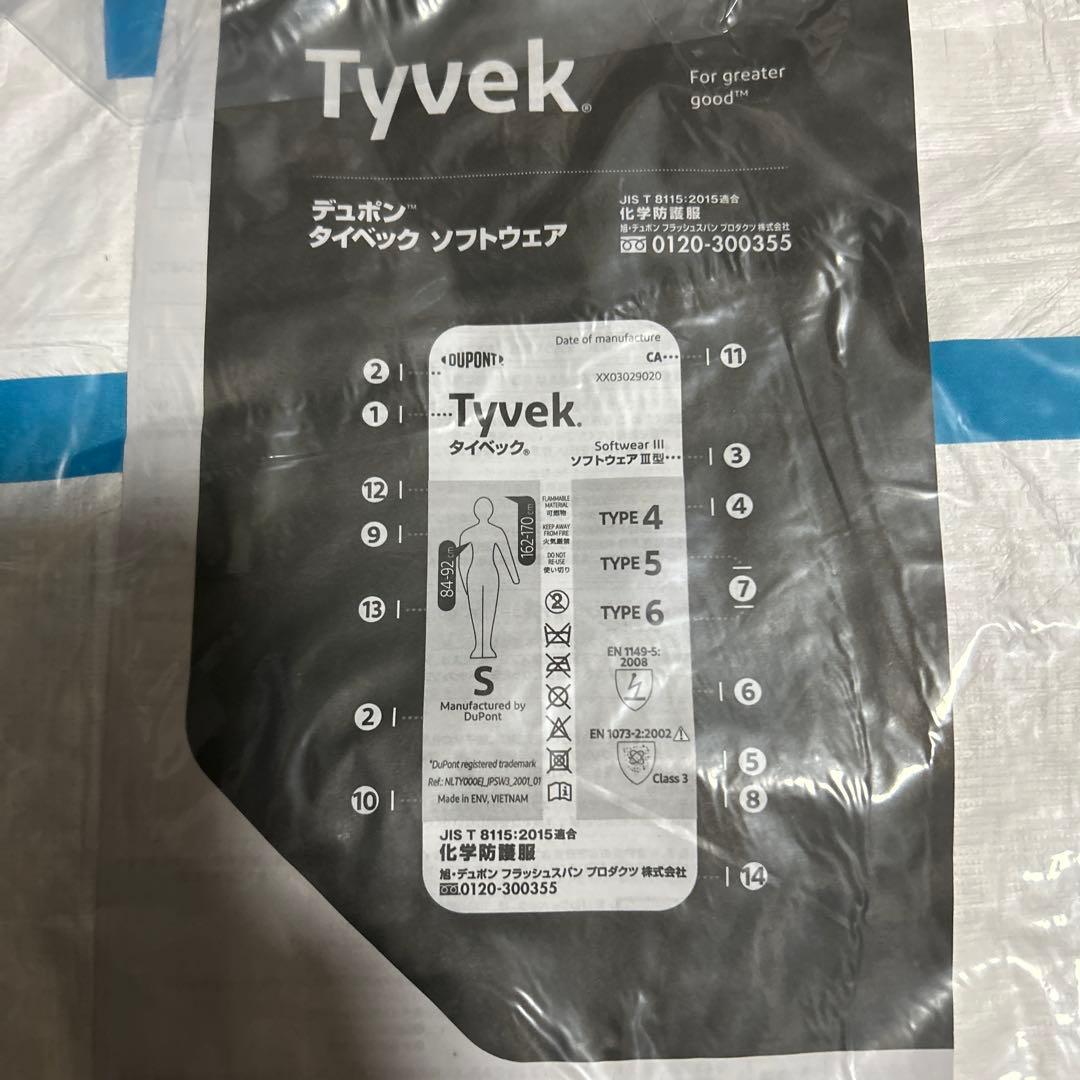 Tyvek®
For greater
good™
デュポン™
タイベック® ソフトウェア
JIS T 8115:2015適合
化学防護服
旭・デュポン フラッシュスパン プロダクツ 株式会社
0120-300355
Date of manufacture
‹DUPONT›
CA
11
2
XX03029020
1
Tyvek®
タイベック®
Softwear III
ソフトウェアⅢ型
3
12
9
13
162-170 cm
84-92 cm
S
Manufactured by
DuPont
2
FLAMMABLE
MATERIAL
可燃物
KEEP AWAY
FROM FIRE
火気厳禁
DO NOT
RE-USE
使い切り
2
TYPE 4
4
TYPE 5
7
TYPE 6
EN 1149-5:
2008
6
EN 1073-2:2002
5
Class 3
8
*DuPont registered trademark
Ref.: NLTY000EJ_JPSW3_2001_01
10
Made in ENV, VIETNAM
JIS T 8115:2015適合
化学防護服
旭・デュポン フラッシュスパン プロダクツ 株式会社
14
0120-300355